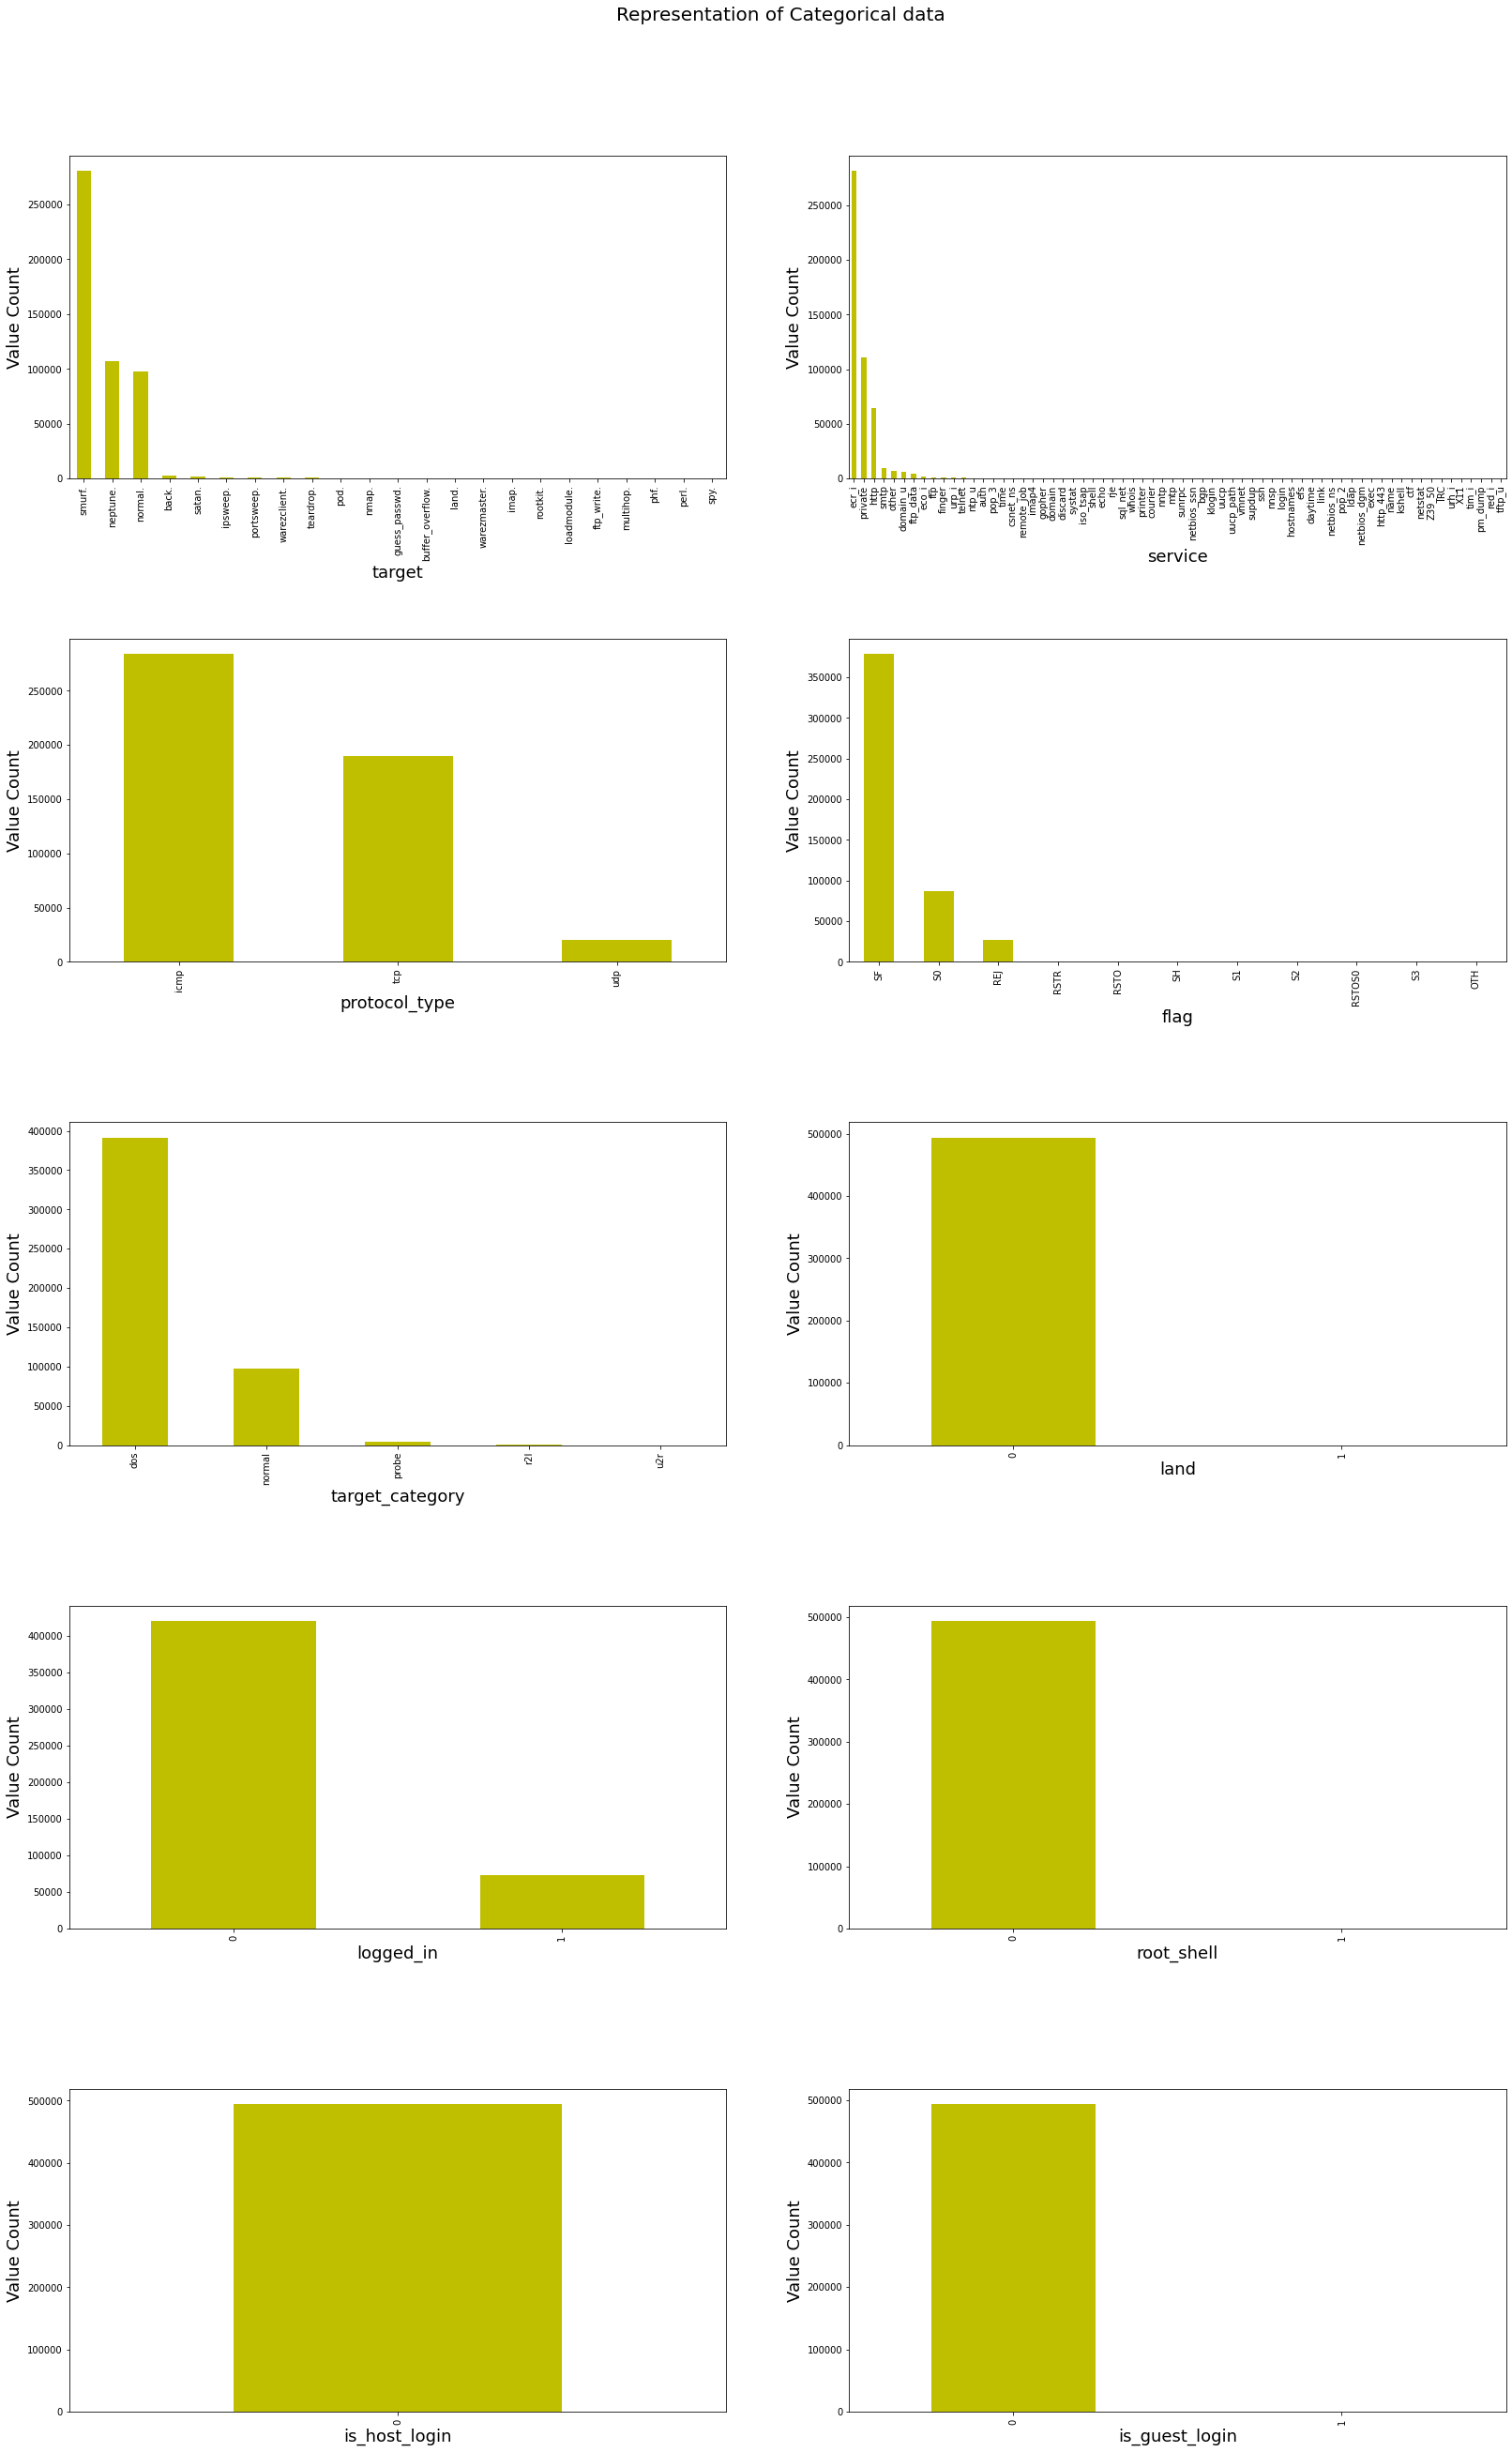 Representation of Categorical data
Value Count
250000
200000
150000
100000
50000
0
smurf. neptune. normal. back. satan. ipsweep. portsweep. warezclient. teardrop. pod. nmap. guess_passwd. buffer_overflow. land. warezmaster. imap. rootkit. loadmodule. ftp_write. multihop. phf. perl. spy.
target
Value Count
250000
200000
150000
100000
50000
0
ecr_i private http smtp other domain_u ftp_data eco_i ftp finger urp_i telnet ntp_u auth pop_3 time csnet_ns remote_job imap4 gopher domain discard systat iso_tsap shell echo rje sql_net whois printer courier nntp mtp sunrpc netbios_ssn bgp klogin uucp uucp_path vmnet supdup ssh nnsp login hostnames efs daytime link netbios_ns pop_2 ldap netbios_dgm exec http_443 name kshell ctf netstat Z39_50 IRC urh_i X11 tim_i pm_dump red_i tftp_u
service
Value Count
250000
200000
150000
100000
50000
0
icmp tcp udp
protocol_type
Value Count
350000
300000
250000
200000
150000
100000
50000
0
SF S0 REJ RSTR RSTO SH S1 S2 RSTOS0 S3 OTH
flag
Value Count
400000
350000
300000
250000
200000
150000
100000
50000
0
dos normal probe r2l u2r
target_category
Value Count
500000
400000
300000
200000
100000
0
0 1
land
Value Count
400000
350000
300000
250000
200000
150000
100000
50000
0
0 1
logged_in
Value Count
500000
400000
300000
200000
100000
0
0 1
root_shell
Value Count
500000
400000
300000
200000
100000
0
0
is_host_login
Value Count
500000
400000
300000
200000
100000
0
0 1
is_guest_login